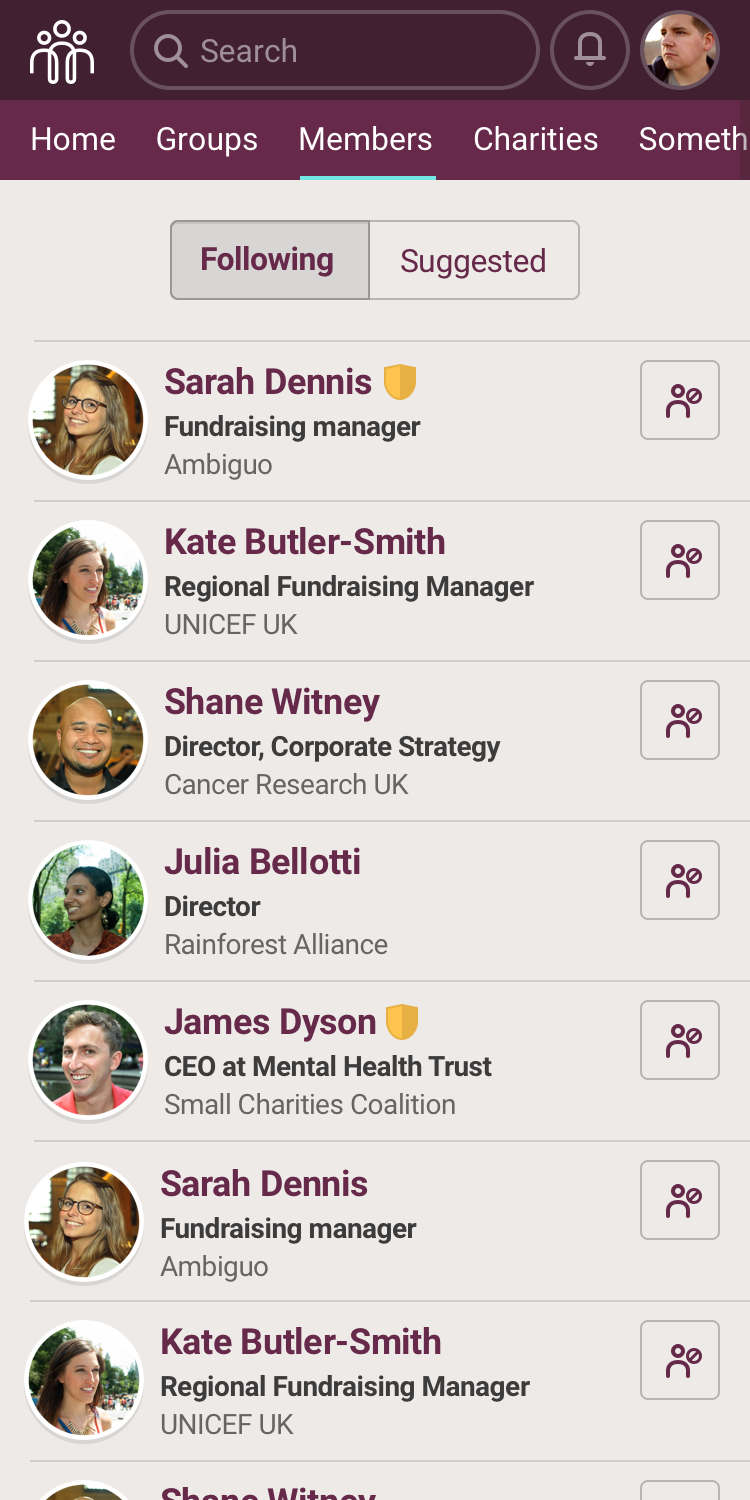 Search
Home Groups Members Charities Someth
Following Suggested
Sarah Dennis
Fundraising manager
Ambiguo
Kate Butler-Smith
Regional Fundraising Manager
UNICEF UK
Shane Witney
Director, Corporate Strategy
Cancer Research UK
Julia Bellotti
Director
Rainforest Alliance
James Dyson
CEO at Mental Health Trust
Small Charities Coalition
Sarah Dennis
Fundraising manager
Ambiguo
Kate Butler-Smith
Regional Fundraising Manager
UNICEF UK
Shane Witney